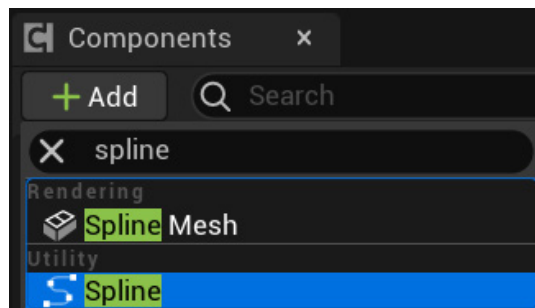 Components ×
+ Add Search
spline
Rendering
Spline Mesh
Utility
Spline